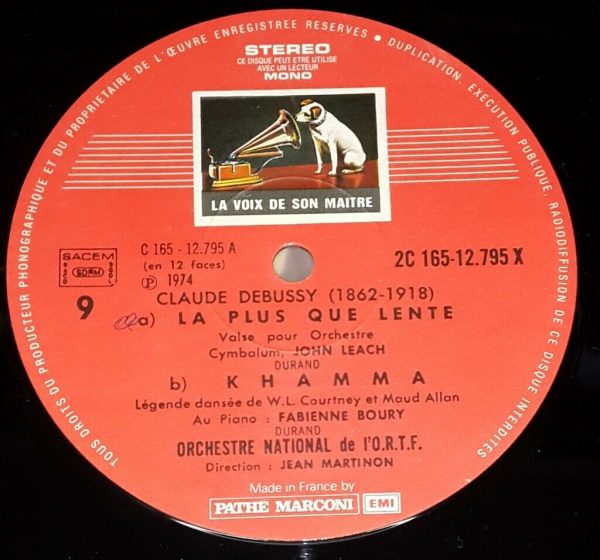 TOUS DROITS DU PRODUCTEUR PHONOGRAPHIQUE ET DU PROPRIETAIRE DE L'ŒUVRE ENREGISTREE RESERVES • DUPLICATION, EXECUTION PUBLIQUE, RADIODIFFUSION DE CE DISQUE INTERDITES
STEREO
CE DISQUE PEUT ETRE UTILISE
AVEC UN LECTEUR
MONO
LA VOIX DE SON MAITRE
SACEM
SDRM
C 165 - 12.795 A
(en 12 faces)
Ⓟ 1974
2C 165-12.795 X
9
CLAUDE DEBUSSY (1862-1918)
a) LA PLUS QUE LENTE
Valse pour Orchestre
Cymbalum, JOHN LEACH
DURAND
b) KHAMMA
Légende dansée de W.L. Courtney et Maud Allan
Au Piano : FABIENNE BOURY
DURAND
ORCHESTRE NATIONAL de l'O.R.T.F.
Direction : JEAN MARTINON
Made in France by
PATHE MARCONI EMI